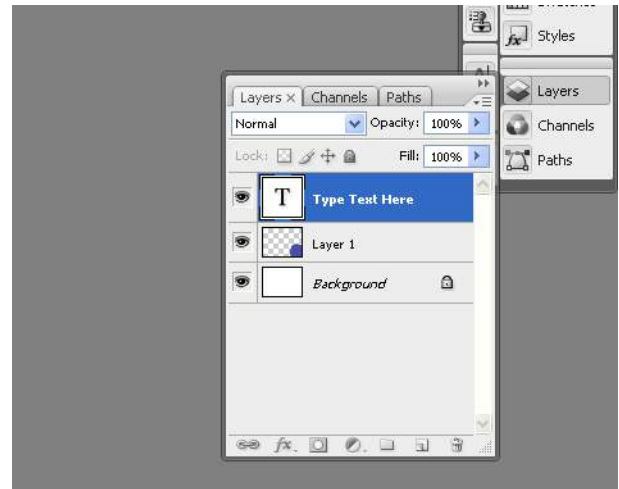 Styles
Layers × Channels Paths
Normal Opacity: 100%
Lock: Fill: 100%
T Type Text Here
Layer 1
Background
Layers
Channels
Paths